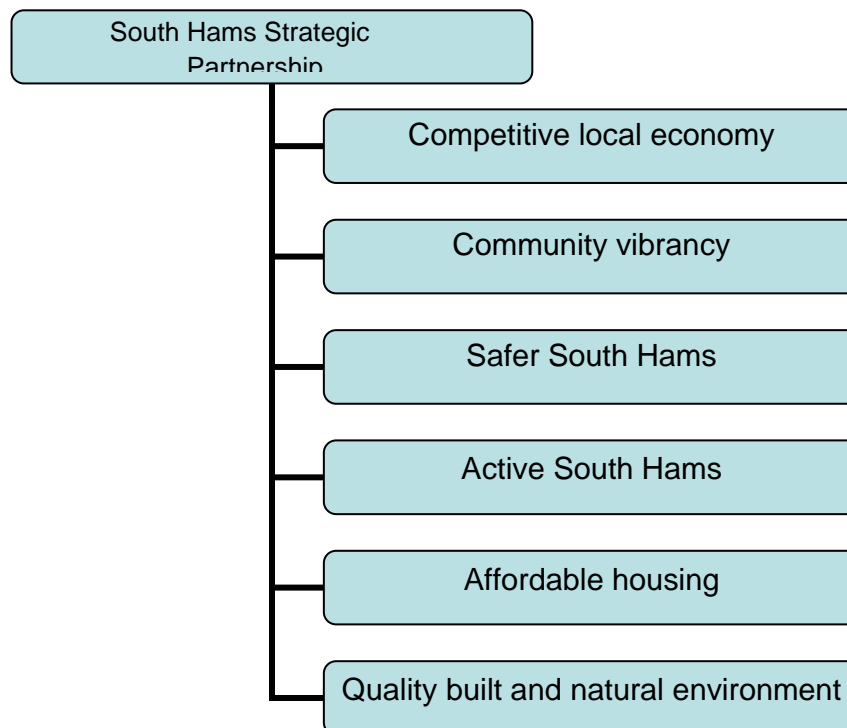 South Hams Strategic
Partnership
Competitive local economy
Community vibrancy
Safer South Hams
Active South Hams
Affordable housing
Quality built and natural environment